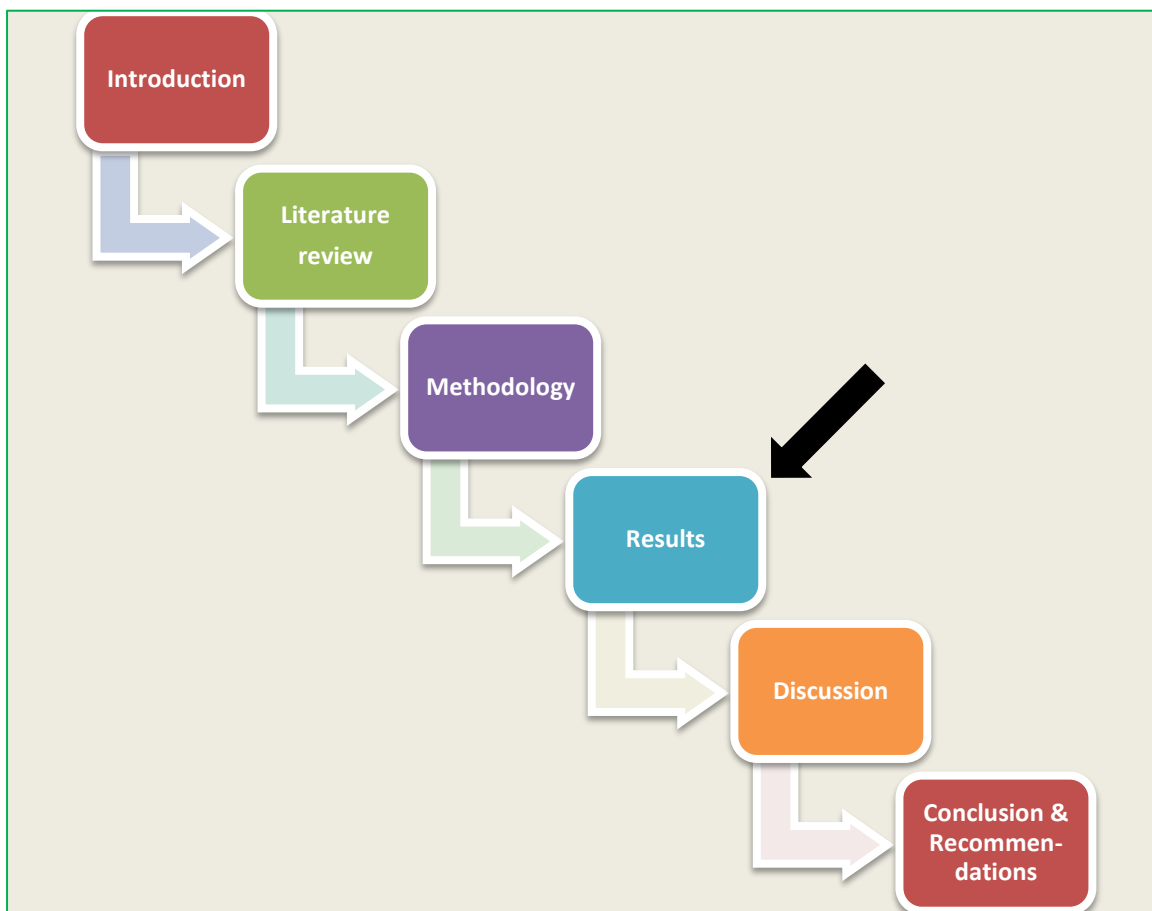 Introduction
Literature
review
Methodology
Results
Discussion
Conclusion &
Recommen-
dations